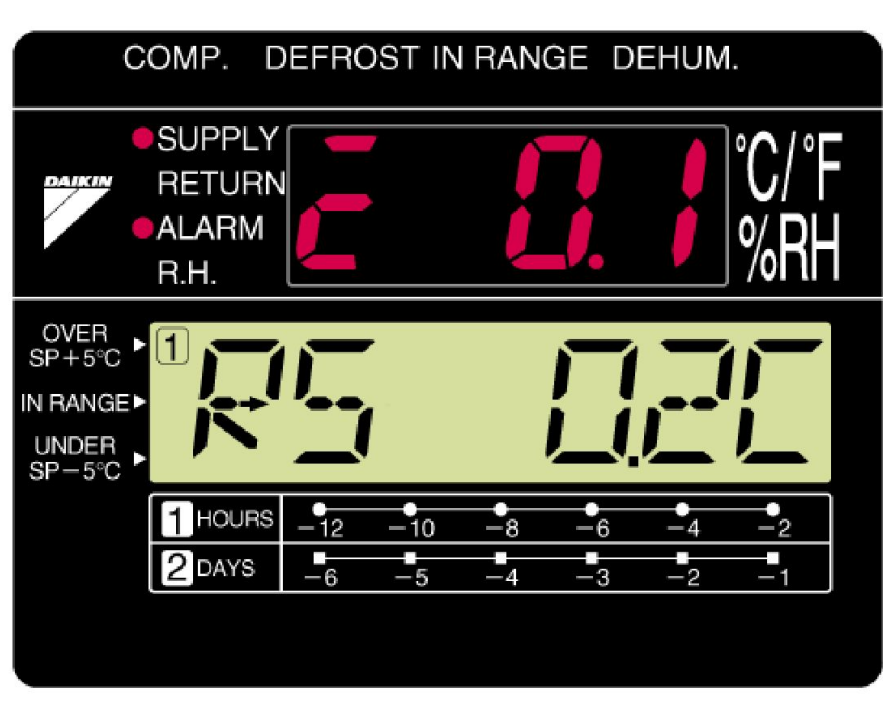 COMP. DEFROST IN RANGE DEHUM.
DAIKIN
SUPPLY
RETURN
ALARM
R.H.
0.1
°C/°F
%RH
OVER
SP+5°C
IN RANGE
UNDER
SP−5°C
1
RS 0.2C
1 HOURS −12 −10 −8 −6 −4 −2
2 DAYS −6 −5 −4 −3 −2 −1